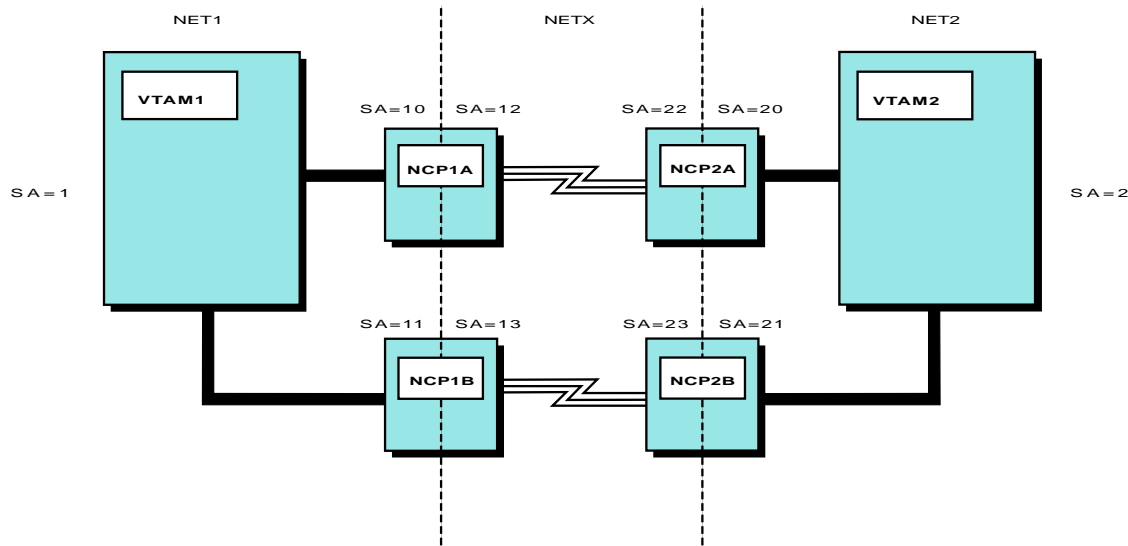 NET1 NETX NET2
VTAM1 VTAM2
SA=10 SA=12 SA=22 SA=20
NCP1A NCP2A
SA=1 SA=2
SA=11 SA=13 SA=23 SA=21
NCP1B NCP2B